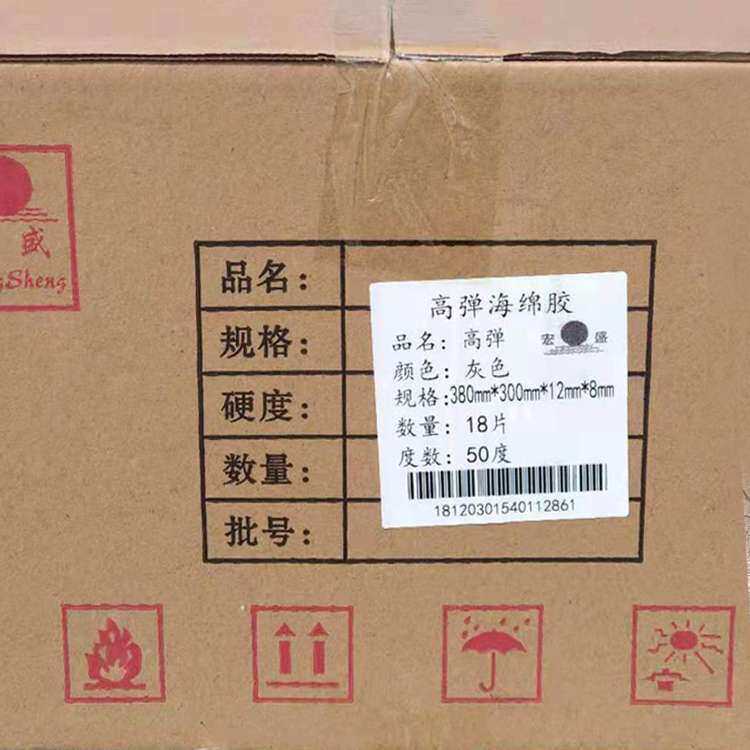 盛
gSheng
品名：
规格：
硬度：
数量：
批号：
高弹海绵胶
品名：高弹
宏 盛
颜色：灰色
规格:380mm*300mm*12mm*8mm
数量：18片
度数：50度
18120301540112861